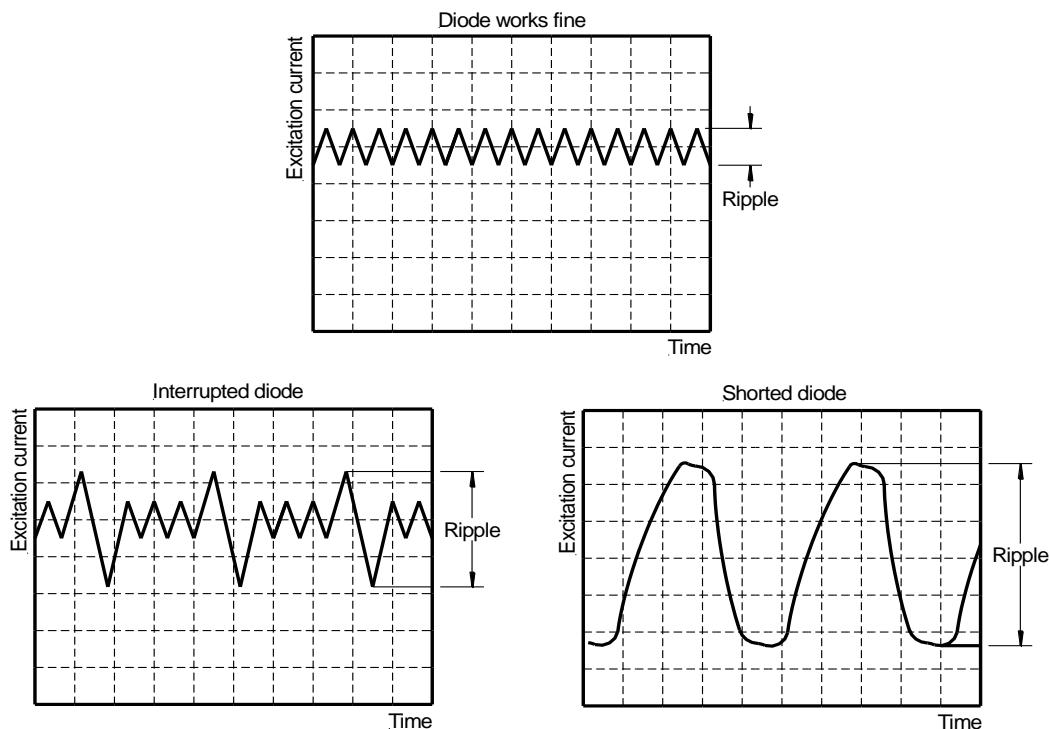 Diode works fine
Excitation current
Ripple
Time
Interrupted diode
Excitation current
Ripple
Time
Shorted diode
Excitation current
Ripple
Time